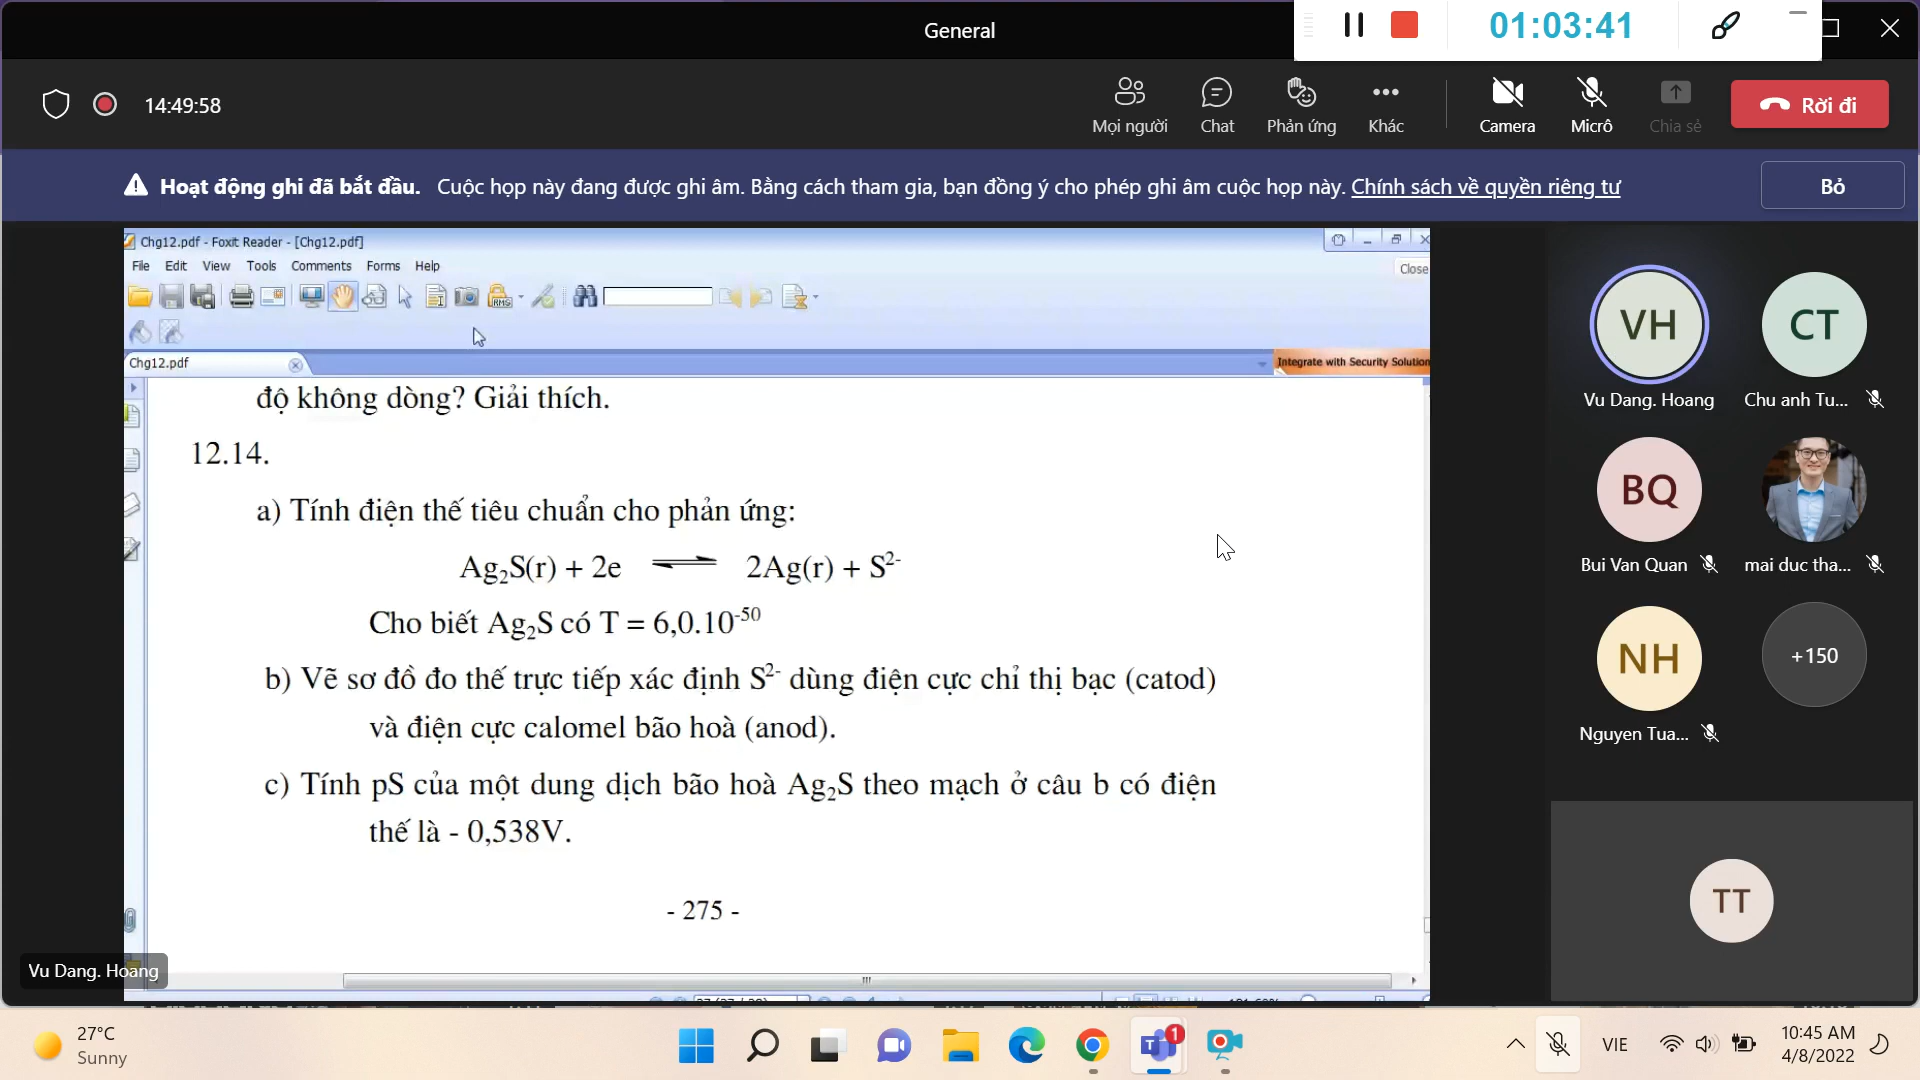 General
01:03:41
14:49:58
Mọi người
Chat
Phản ứng
Khác
Camera
Micrô
Chia sẻ
Rời đi
Hoạt động ghi đã bắt đầu. Cuộc họp này đang được ghi âm. Bằng cách tham gia, bạn đồng ý cho phép ghi âm cuộc họp này. Chính sách về quyền riêng tư
Bỏ
Chg12.pdf - Foxit Reader - [Chg12.pdf]
File Edit View Tools Comments Forms Help
Close
RMS
Chg12.pdf
Integrate with Security Solution
độ không dòng? Giải thích.
12.14.
a) Tính điện thế tiêu chuẩn cho phản ứng:
Ag₂S(r) + 2e ⇌ 2Ag(r) + S²⁻
Cho biết Ag₂S có T = 6,0.10⁻⁵⁰
b) Vẽ sơ đồ đo thế trực tiếp xác định S²⁻ dùng điện cực chỉ thị bạc (catod)
và điện cực calomel bão hoà (anod).
c) Tính pS của một dung dịch bão hoà Ag₂S theo mạch ở câu b có điện
thế là - 0,538V.
- 275 -
Vu Dang. Hoang
VH
Vu Dang. Hoang
CT
Chu anh Tu...
BQ
Bui Van Quan
mai duc tha...
NH
Nguyen Tua...
+150
TT
27°C
Sunny
T
1
VIE
10:45 AM
4/8/2022